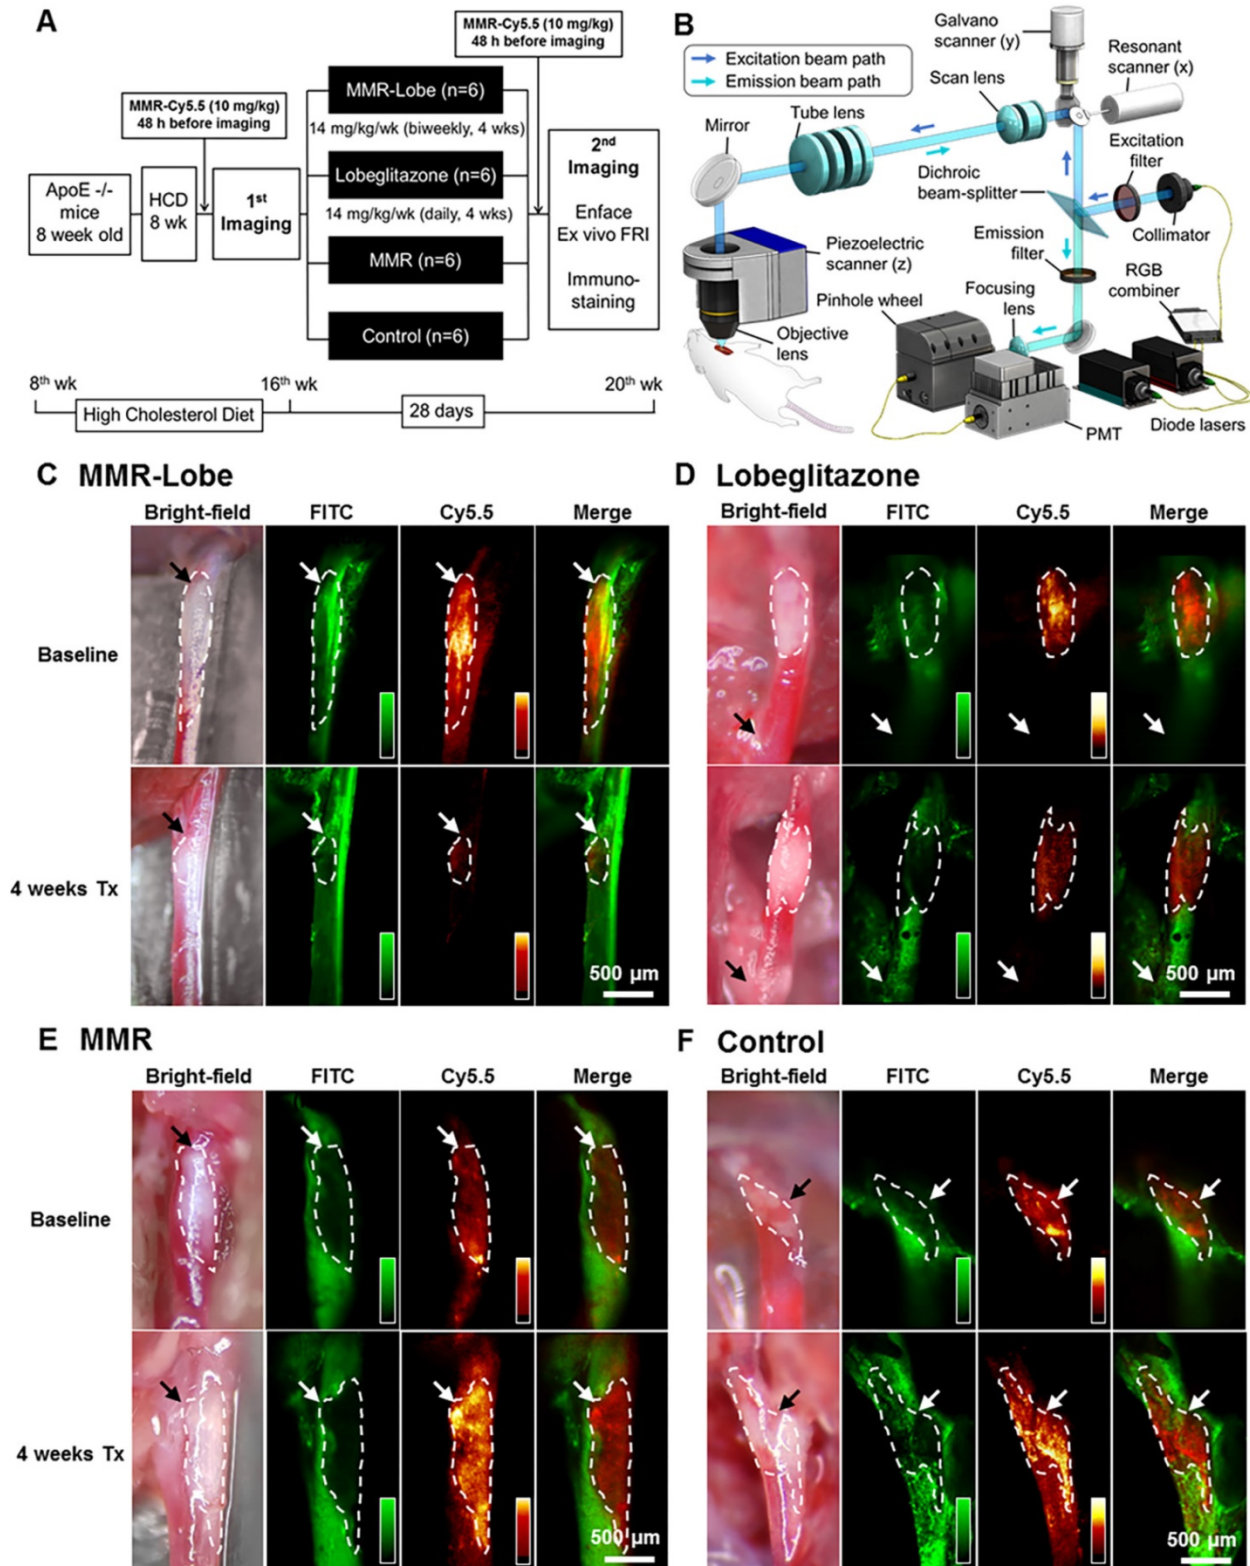 A
MMR-Cy5.5 (10 mg/kg)
48 h before imaging
MMR-Cy5.5 (10 mg/kg)
48 h before imaging
ApoE -/-
mice
8 week old
HCD
8 wk
1st
Imaging
MMR-Lobe (n=6)
14 mg/kg/wk (biweekly, 4 wks)
Lobeglitazone (n=6)
14 mg/kg/wk (daily, 4 wks)
MMR (n=6)
Control (n=6)
2nd
Imaging
Enface
Ex vivo FRI
Immuno-
staining
8th wk
16th wk
20th wk
High Cholesterol Diet
28 days
B
Excitation beam path
Emission beam path
Galvano
scanner (y)
Resonant
scanner (x)
Scan lens
Tube lens
Mirror
Excitation
filter
Dichroic
beam-splitter
Collimator
Emission
filter
Piezoelectric
scanner (z)
RGB
combiner
Focusing
lens
Pinhole wheel
Objective
lens
PMT
Diode lasers
C MMR-Lobe
Bright-field FITC Cy5.5 Merge
Baseline
4 weeks Tx
500 µm
D Lobeglitazone
Bright-field FITC Cy5.5 Merge
500 µm
E MMR
Bright-field FITC Cy5.5 Merge
Baseline
4 weeks Tx
500 µm
F Control
Bright-field FITC Cy5.5 Merge
500 µm